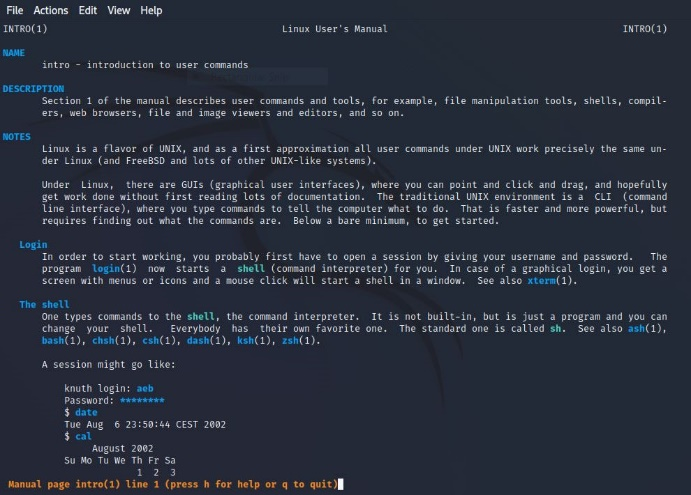 File Actions Edit View Help
INTRO(1) Linux User's Manual INTRO(1)
NAME
intro - introduction to user commands
DESCRIPTION
Section 1 of the manual describes user commands and tools, for example, file manipulation tools, shells, compil-
ers, web browsers, file and image viewers and editors, and so on.
NOTES
Linux is a flavor of UNIX, and as a first approximation all user commands under UNIX work precisely the same un-
der Linux (and FreeBSD and lots of other UNIX-like systems).
Under Linux, there are GUIs (graphical user interfaces), where you can point and click and drag, and hopefully
get work done without first reading lots of documentation. The traditional UNIX environment is a CLI (command
line interface), where you type commands to tell the computer what to do. That is faster and more powerful, but
requires finding out what the commands are. Below a bare minimum, to get started.
Login
In order to start working, you probably first have to open a session by giving your username and password. The
program login(1) now starts a shell (command interpreter) for you. In case of a graphical login, you get a
screen with menus or icons and a mouse click will start a shell in a window. See also xterm(1).
The shell
One types commands to the shell, the command interpreter. It is not built-in, but is just a program and you can
change your shell. Everybody has their own favorite one. The standard one is called sh. See also ash(1),
bash(1), chsh(1), csh(1), dash(1), ksh(1), zsh(1).
A session might go like:
knuth login: aeb
Password: ********
$ date
Tue Aug 6 23:50:44 CEST 2002
$ cal
August 2002
Su Mo Tu We Th Fr Sa
1 2 3
Manual page intro(1) line 1 (press h for help or q to quit)